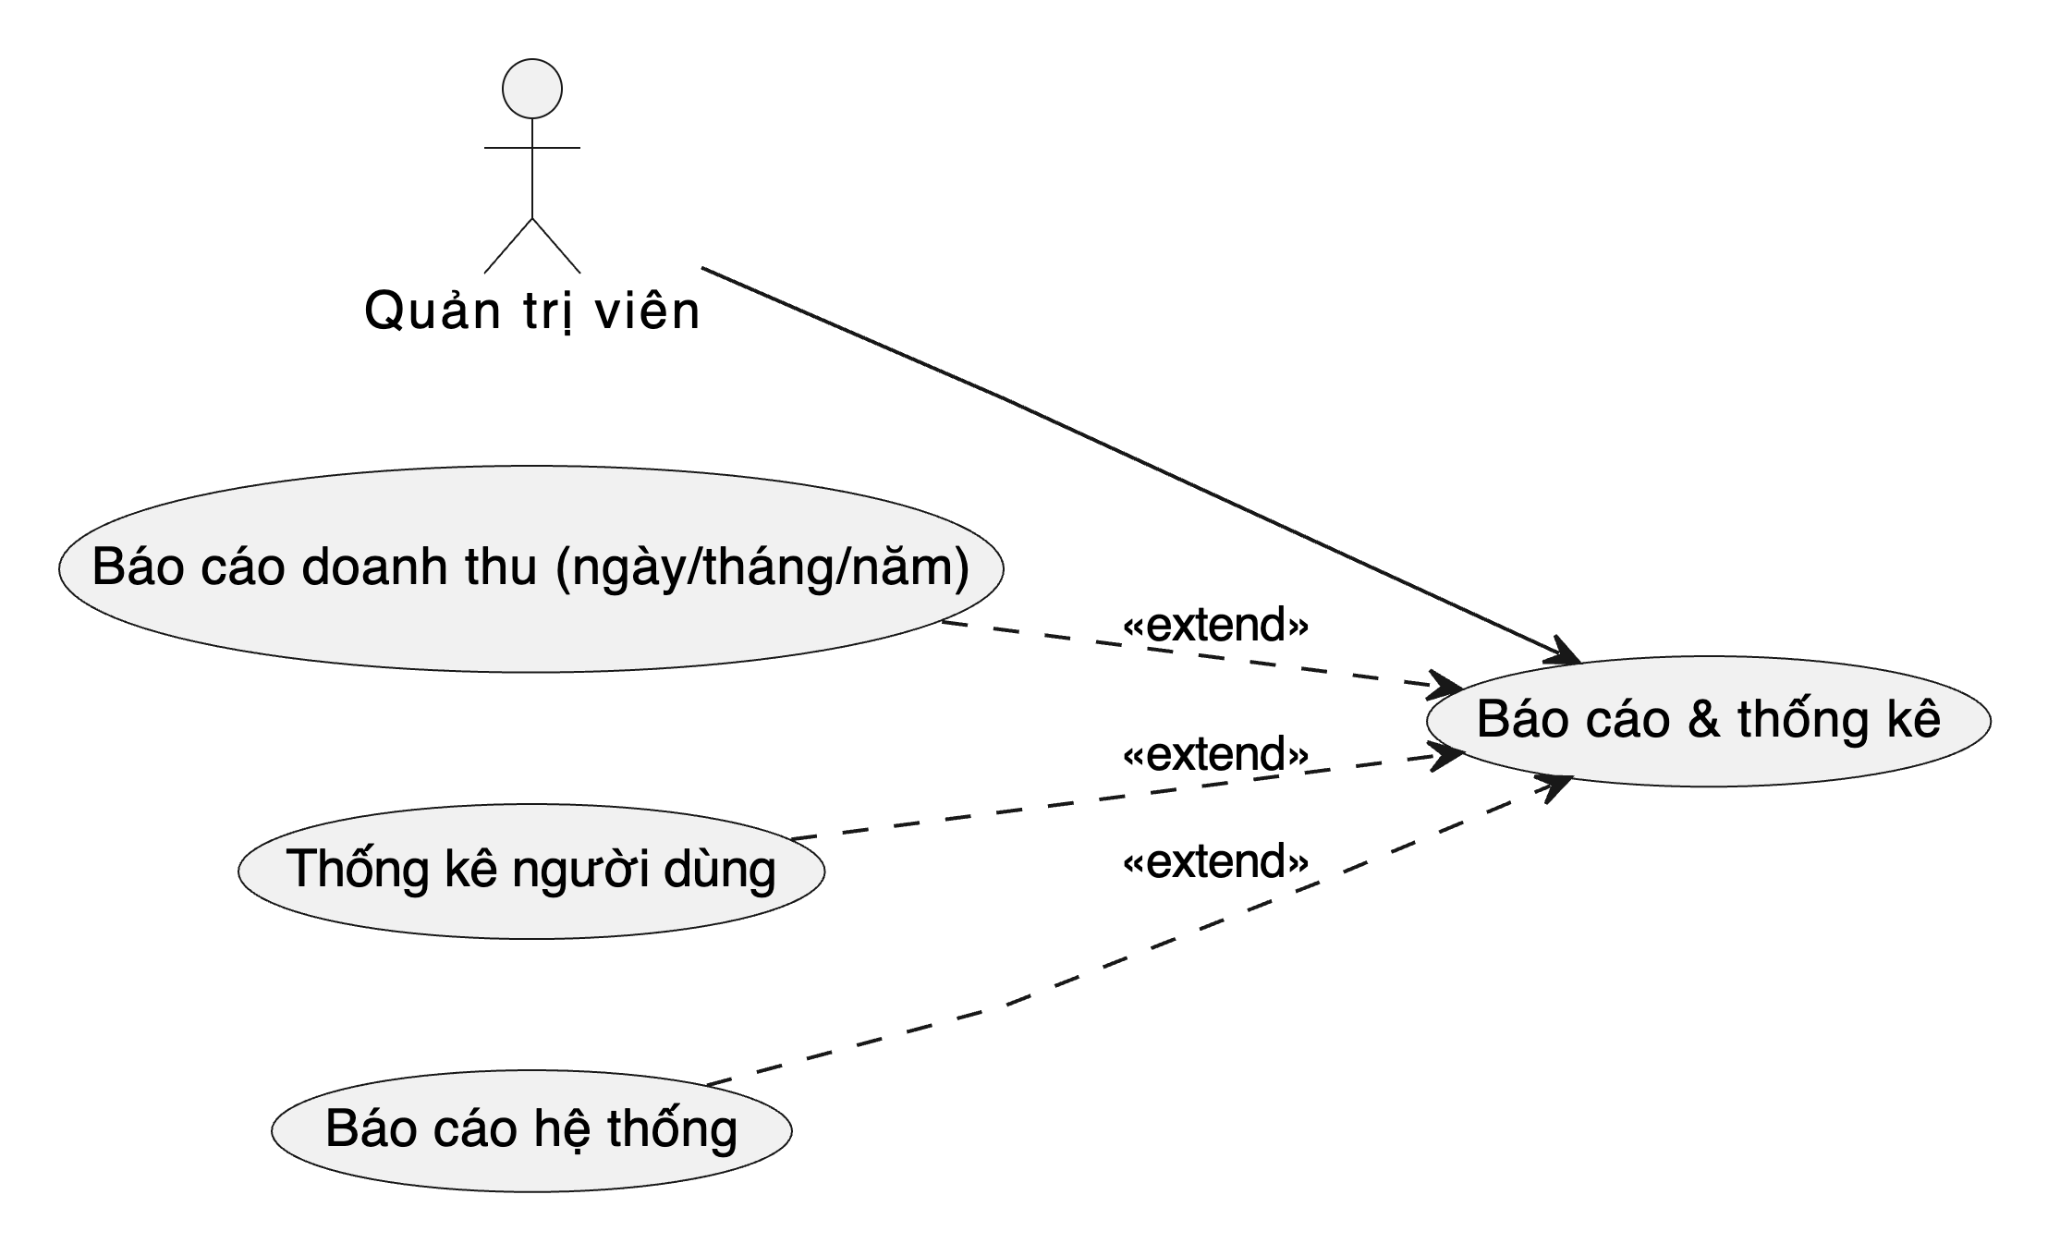 Quản trị viên
Báo cáo doanh thu (ngày/tháng/năm)
«extend»
Báo cáo & thống kê
«extend»
Thống kê người dùng
«extend»
Báo cáo hệ thống